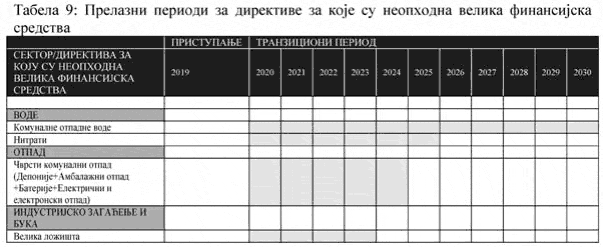 Табела 9: Прелазни периоди за директиве за које су неопходна велика финансијска
средства
ПРИСТУПАЊЕ ТРАНЗИЦИОНИ ПЕРИОД
СЕКТОР/ДИРЕКТИВА ЗА
КОЈУ СУ НЕОПХОДНА
ВЕЛИКА ФИНАНСИЈСКА
СРЕДСТВА
2019 2020 2021 2022 2023 2024 2025 2026 2027 2028 2029 2030
ВОДЕ
Комуналне отпадне воде
Нитрати
ОТПАД
Чврсти комунални отпад
(Депоније+Амбалажни отпад
+Батерије+Електрични и
електронски отпад)
ИНДУСТРИЈСКО ЗАГАЂЕЊЕ И
БУКА
Велика ложишта